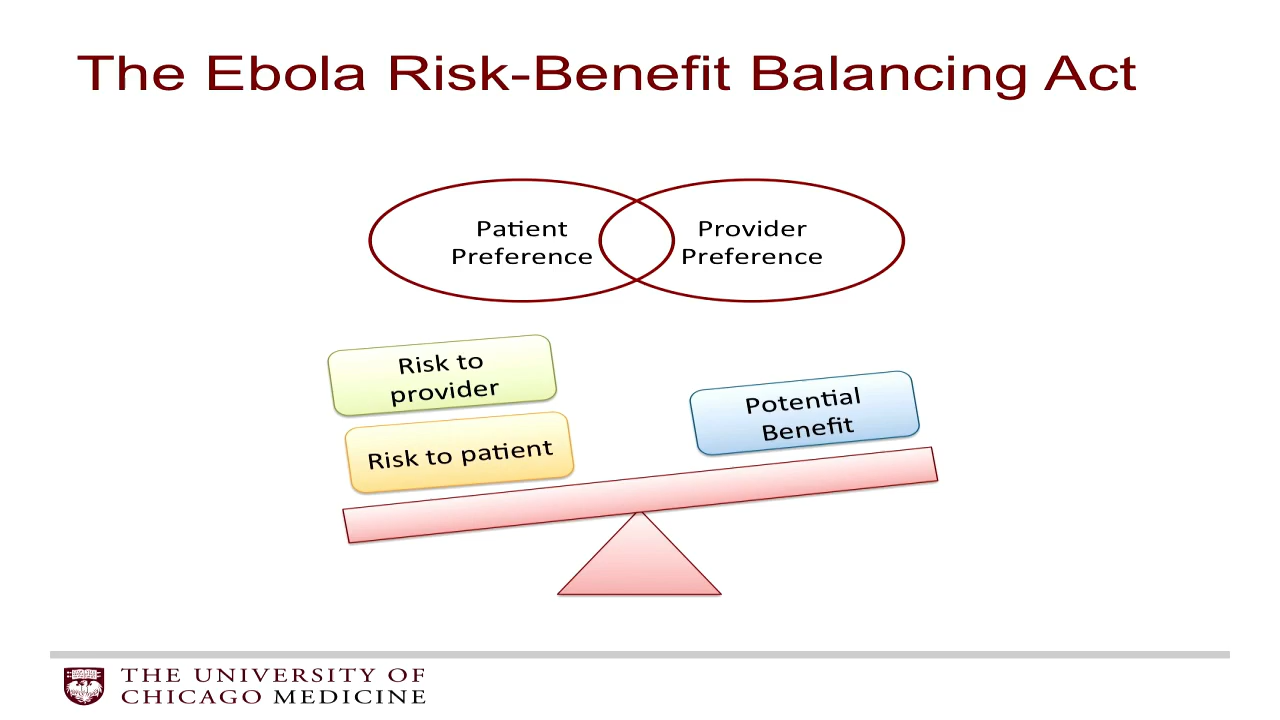 The Ebola Risk-Benefit Balancing Act
Patient
Preference
Provider
Preference
Risk to
provider
Risk to patient
Potential
Benefit
THE UNIVERSITY OF
CHICAGO MEDICINE